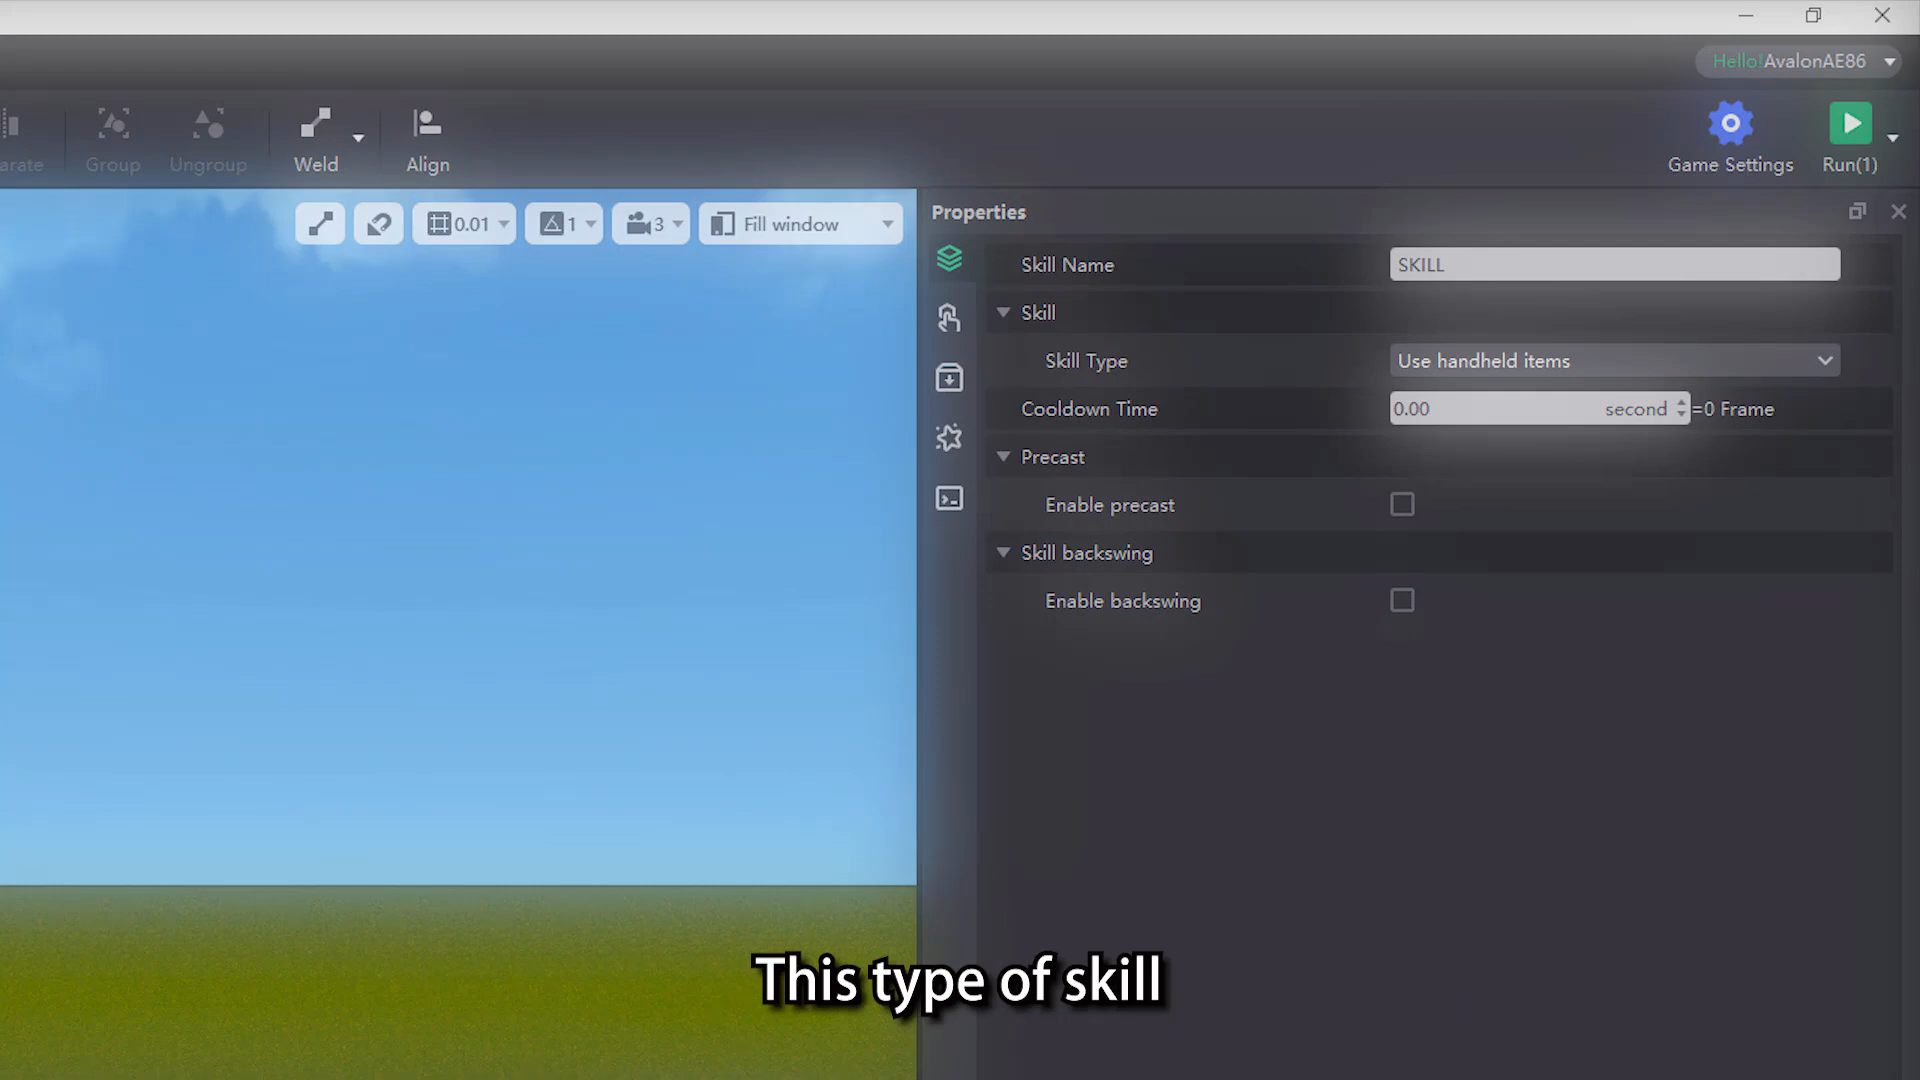 Hello!AvalonAE86
arate
Group
Ungroup
Weld
Align
Game Settings
Run(1)
0.01
1
3
Fill window
Properties
Skill Name
SKILL
Skill
Skill Type
Use handheld items
Cooldown Time
0.00 second =0 Frame
Precast
Enable precast
Skill backswing
Enable backswing
This type of skill